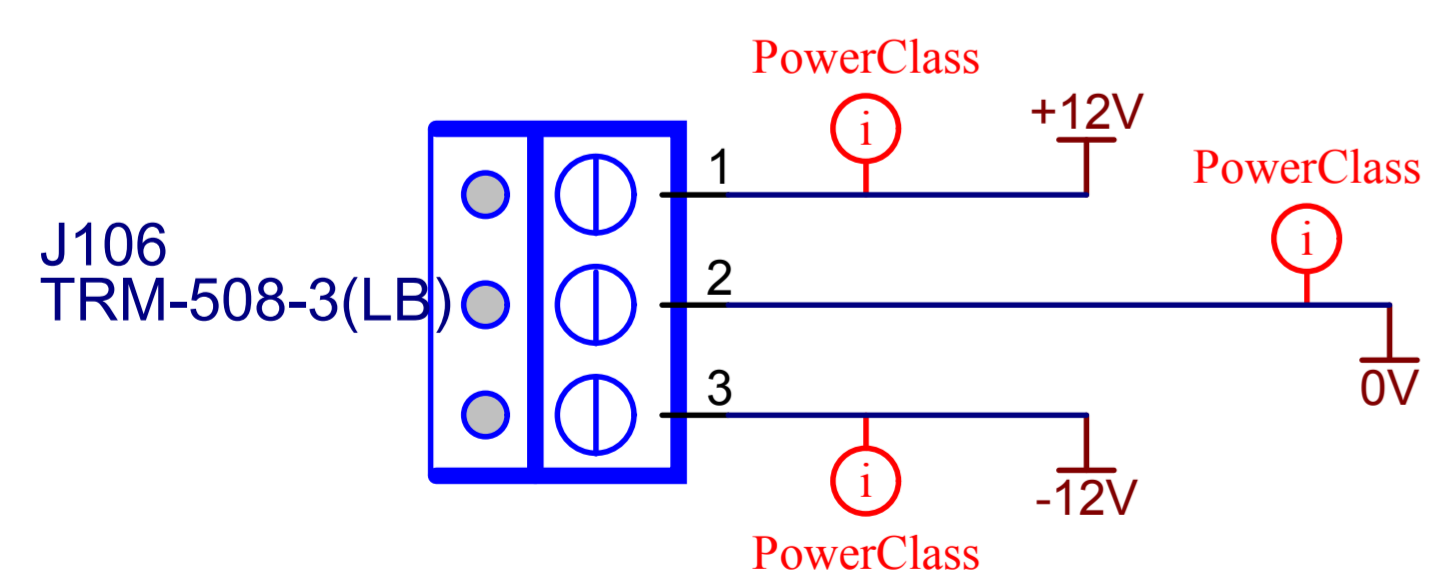 PowerClass
i
+12V
PowerClass
i
1
J106
TRM-508-3(LB)
2
3
0V
i
-12V
PowerClass